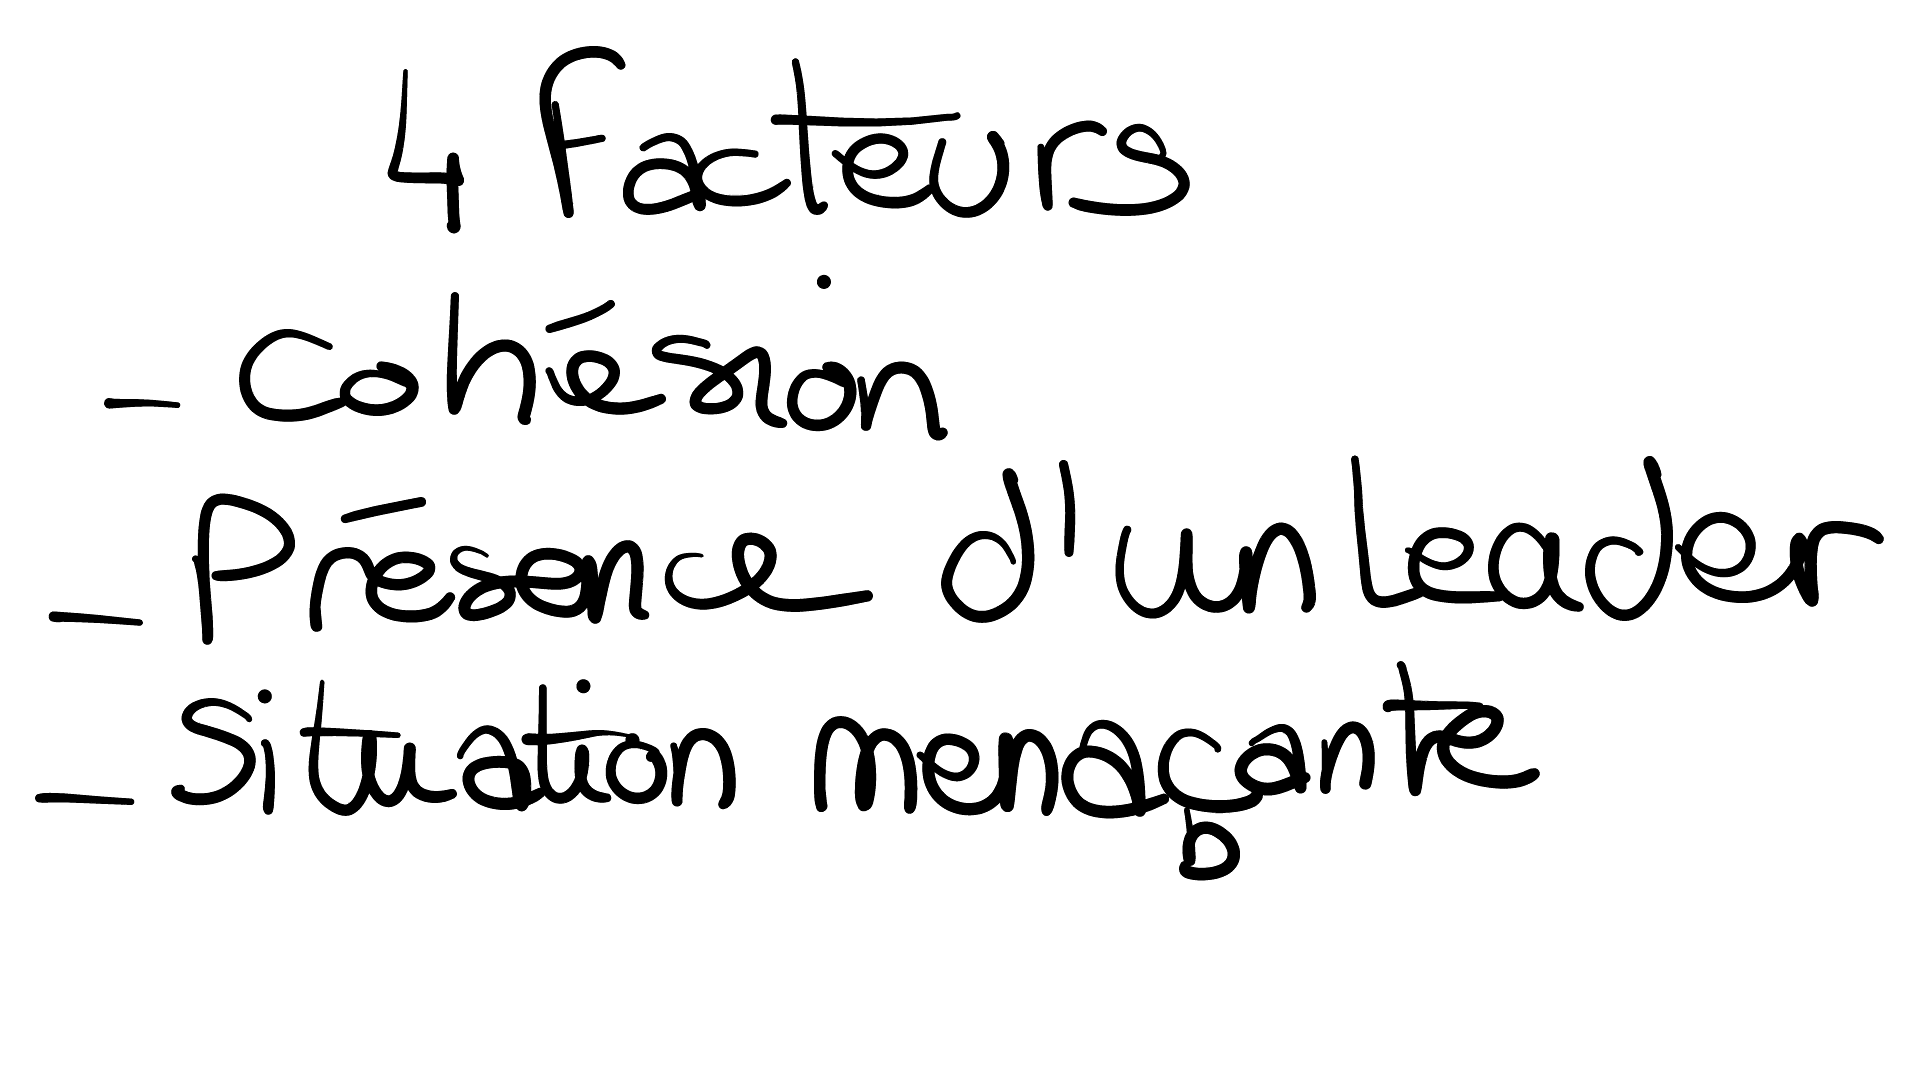 4 Facteurs
- Cohésion
- Présence d'un leader
- Situation menaçante